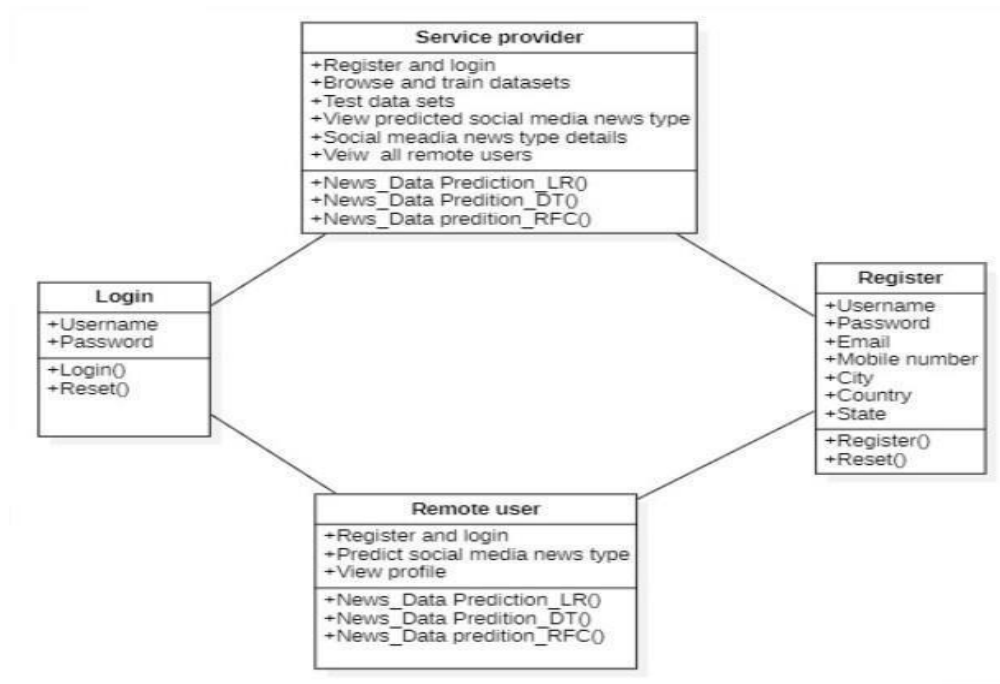 Service provider
+Register and login
+Browse and train datasets
+Test data sets
+View predicted social media news type
+Social meadia news type details
+Veiw all remote users
+News_Data Prediction_LR()
+News_Data Predition_DT()
+News_Data predition_RFC()
Login
+Username
+Password
+Login()
+Reset()
Register
+Username
+Password
+Email
+Mobile number
+City
+Country
+State
+Register()
+Reset()
Remote user
+Register and login
+Predict social media news type
+View profile
+News_Data Prediction_LR()
+News_Data Predition_DT()
+News_Data predition_RFC()